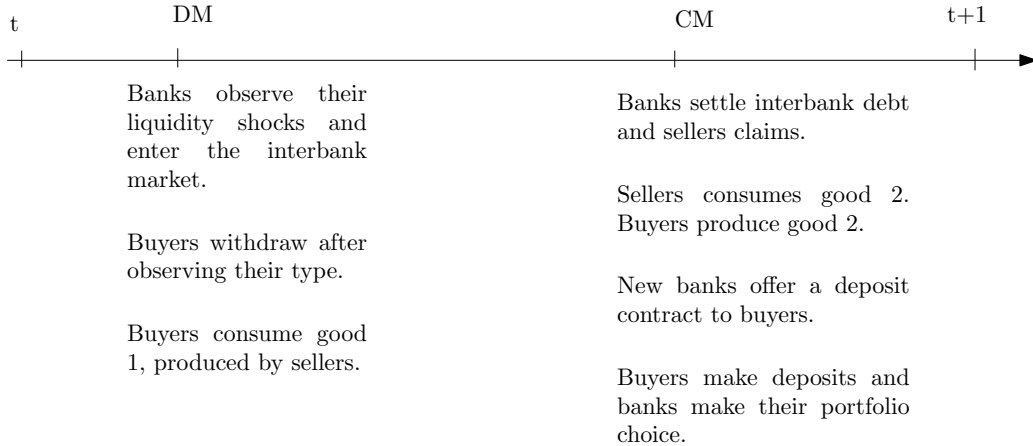 t
DM
CM
t+1
Banks observe their
liquidity shocks and
enter the interbank
market.
Buyers withdraw after
observing their type.
Buyers consume good
1, produced by sellers.
Banks settle interbank debt
and sellers claims.
Sellers consumes good 2.
Buyers produce good 2.
New banks offer a deposit
contract to buyers.
Buyers make deposits and
banks make their portfolio
choice.